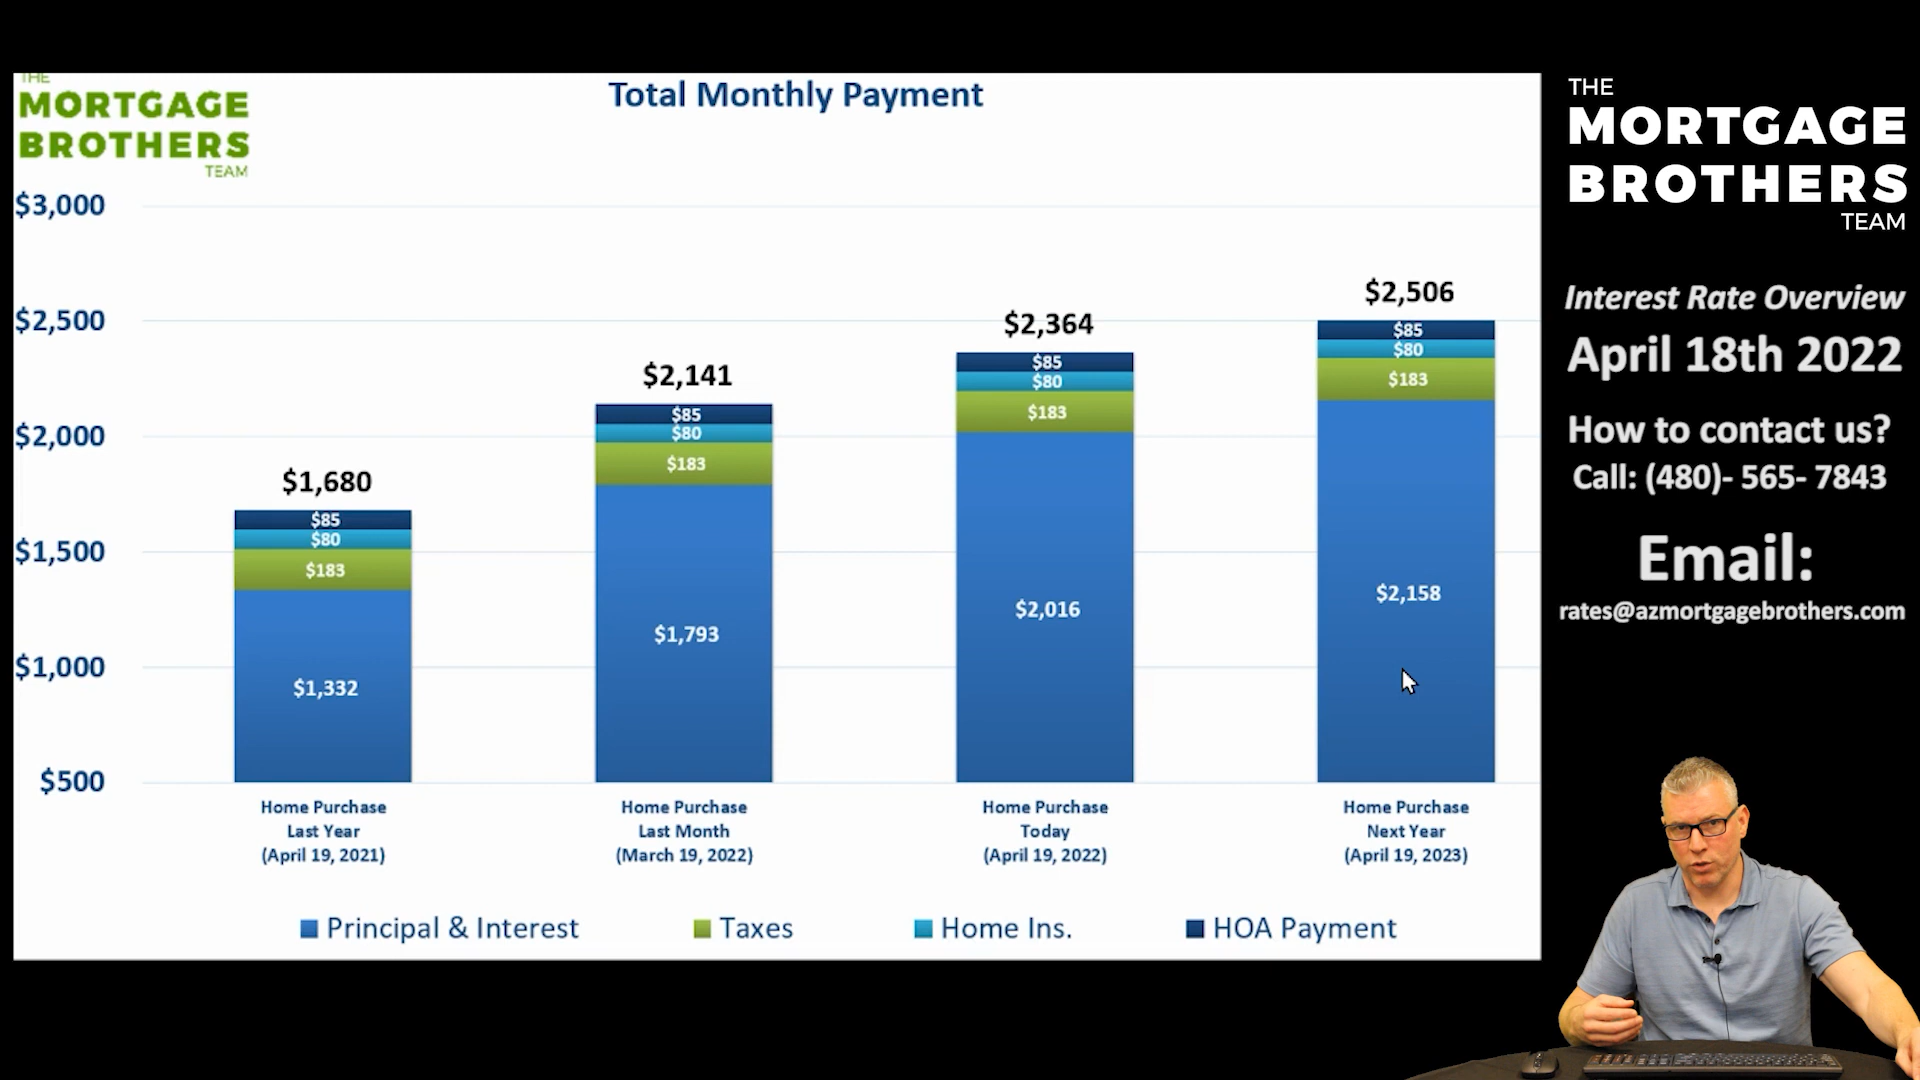 THE
MORTGAGE
BROTHERS
TEAM
Total Monthly Payment
$3,000
$2,500
$2,000
$1,500
$1,000
$500
$1,680
$85
$80
$183
$1,332
$2,141
$85
$80
$183
$1,793
$2,364
$85
$80
$183
$2,016
$2,506
$85
$80
$183
$2,158
Home Purchase
Last Year
(April 19, 2021)
Home Purchase
Last Month
(March 19, 2022)
Home Purchase
Today
(April 19, 2022)
Home Purchase
Next Year
(April 19, 2023)
Principal & Interest
Taxes
Home Ins.
HOA Payment
THE
MORTGAGE
BROTHERS
TEAM
Interest Rate Overview
April 18th 2022
How to contact us?
Call: (480)- 565- 7843
Email:
rates@azmortgagebrothers.com